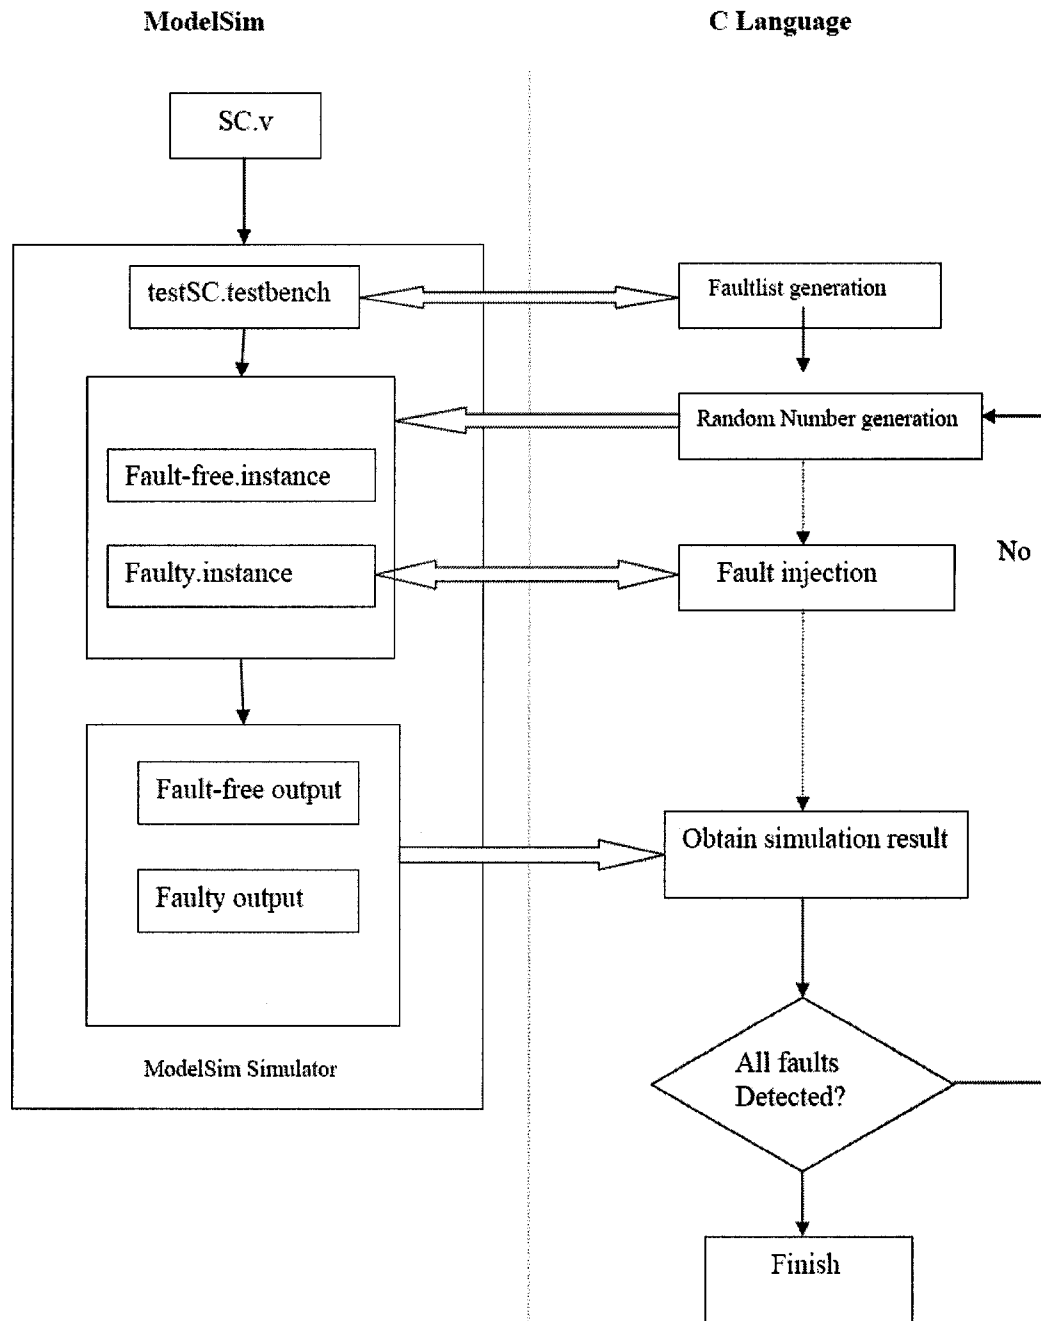 ModelSim
C Language
SC.v
testSC.testbench
Faultlist generation
Random Number generation
Fault-free.instance
No
Faulty.instance
Fault injection
Fault-free output
Obtain simulation result
Faulty output
ModelSim Simulator
All faults
Detected?
Finish